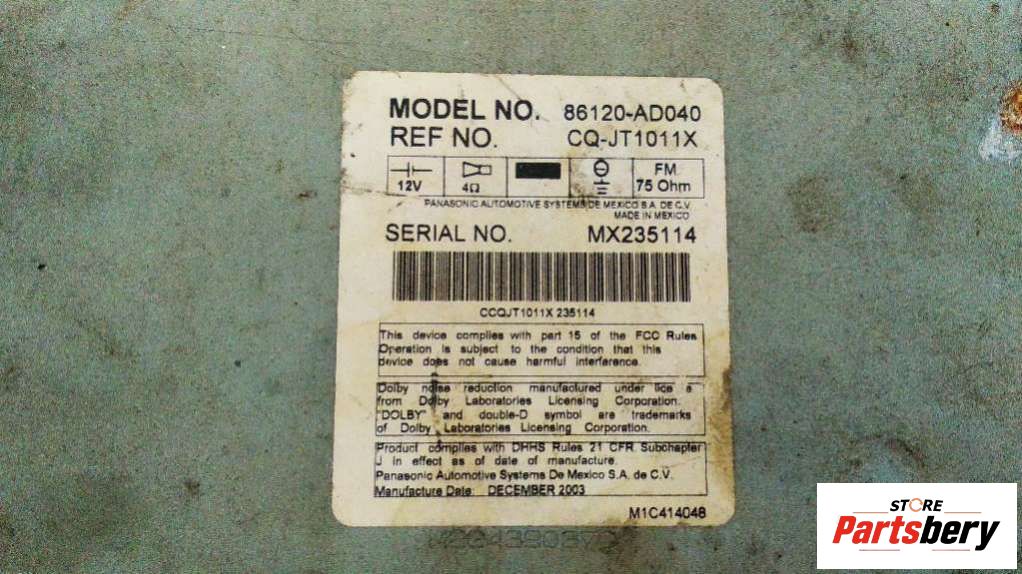 MODEL NO. 86120-AD040
REF NO. CQ-JT1011X
12V 4Ω FM 75 Ohm
PANASONIC AUTOMOTIVE SYSTEMS DE MEXICO S.A. DE C.V.
MADE IN MEXICO
SERIAL NO. MX235114
CCQJT1011X 235114
This device complies with part 15 of the FCC Rules
Operation is subject to the condition that this
device does not cause harmful interference.
Dolby noise reduction manufactured under lice s
from Dolby Laboratories Licensing Corporation.
"DOLBY" and double-D symbol are trademarks
of Dolby Laboratories Licensing Corporation.
Product complies with DHHS Rules 21 CFR Subchapter
J in effect as of date of manufacture.
Panasonic Automotive Systems De Mexico S.A. de C.V.
Manufacture Date: DECEMBER 2003
M1C414048
STORE
Partsbery